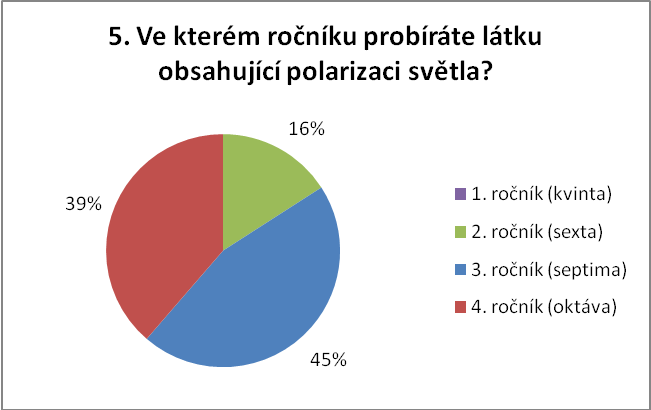 5. Ve kterém ročníku probíráte látku
obsahující polarizaci světla?
16%
39%
45%
1. ročník (kvinta)
2. ročník (sexta)
3. ročník (septima)
4. ročník (oktáva)